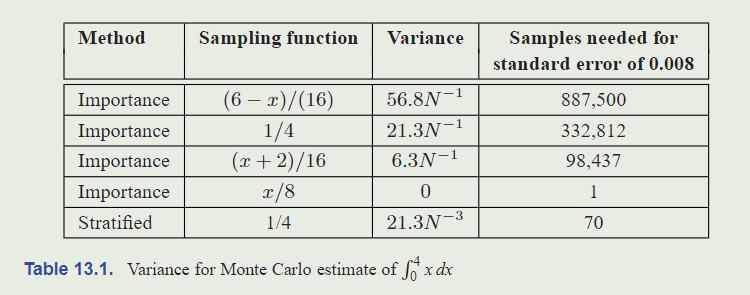 Method Sampling function Variance Samples needed for
standard error of 0.008
Importance (6 − x)/(16) 56.8N⁻¹ 887,500
Importance 1/4 21.3N⁻¹ 332,812
Importance (x + 2)/16 6.3N⁻¹ 98,437
Importance x/8 0 1
Stratified 1/4 21.3N⁻³ 70
Table 13.1. Variance for Monte Carlo estimate of ∫₀⁴ x dx